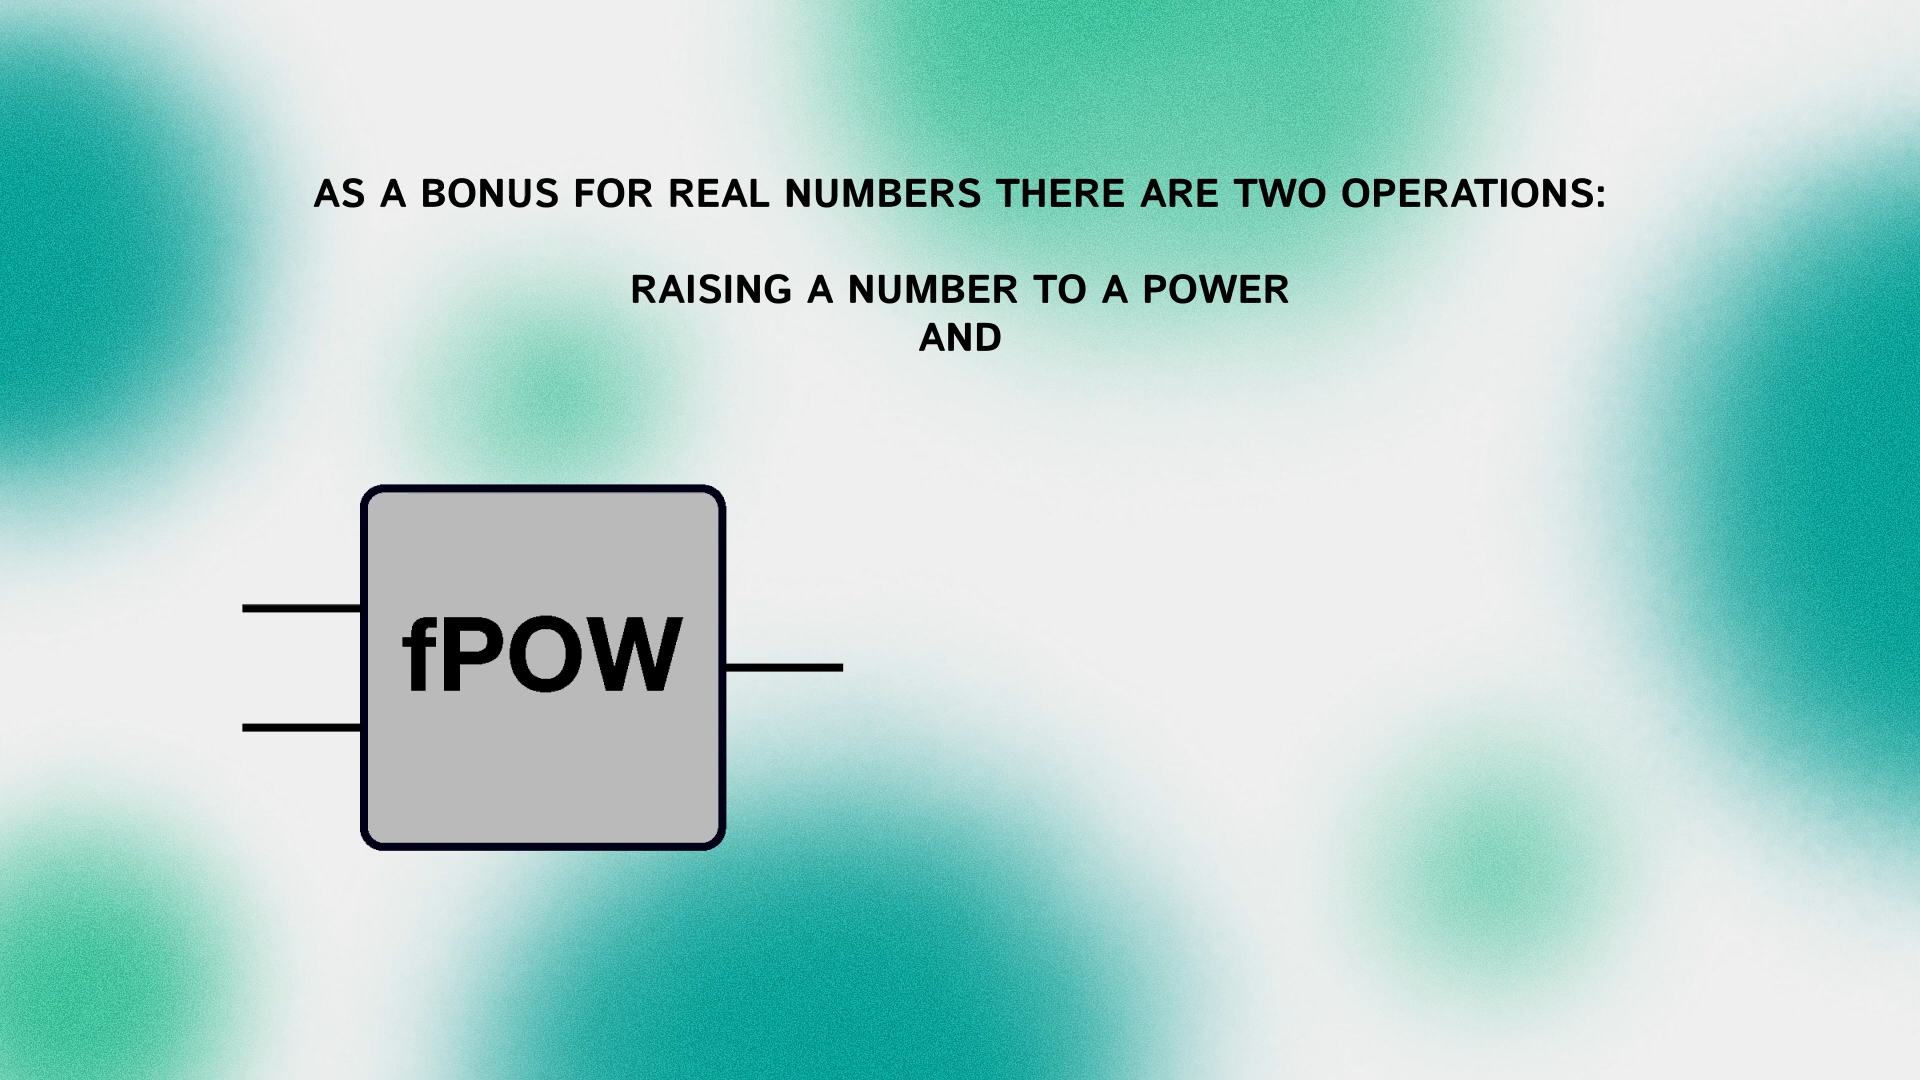 AS A BONUS FOR REAL NUMBERS THERE ARE TWO OPERATIONS:
RAISING A NUMBER TO A POWER
AND
fPOW